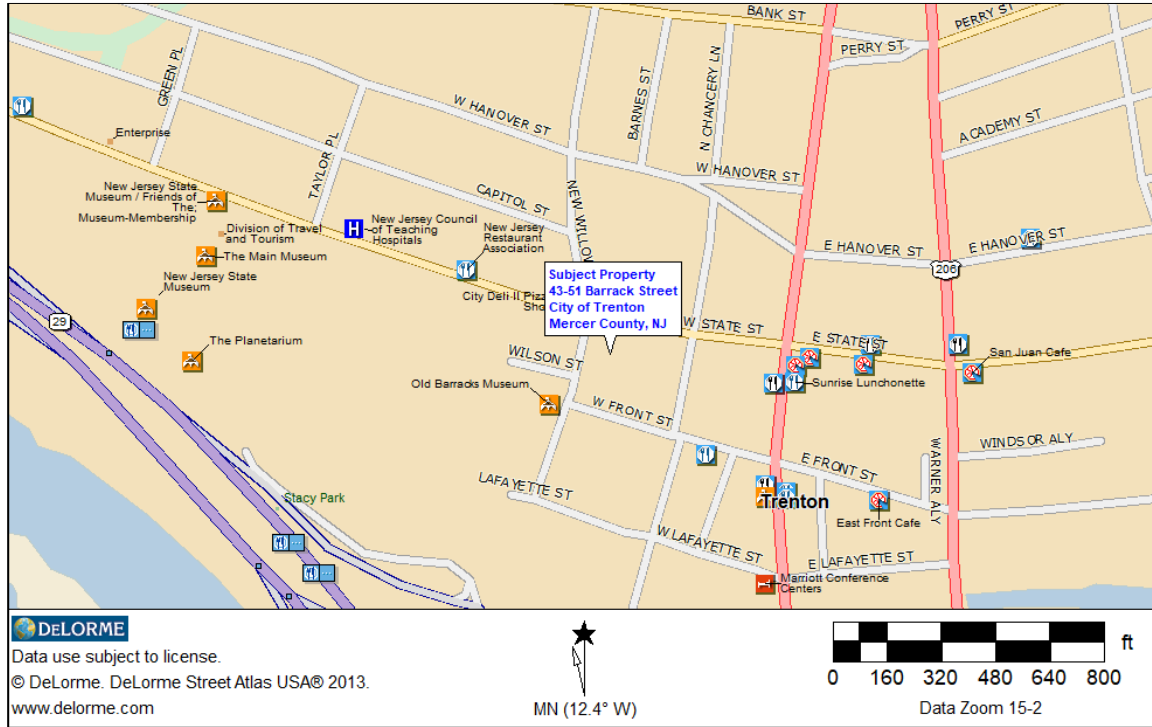 BANK ST
PERRY ST
PERRY ST
GREEN PL
W HANOVER ST
BARNES ST
N CHANCERY LN
ACADEMY ST
Enterprise
TAYLOR PL
W HANOVER ST
New Jersey State
Museum / Friends of
The;
Museum-Membership
CAPITOL ST
NEW WILLOW
H
New Jersey Council
of Teaching
Hospitals
Division of Travel
and Tourism
New Jersey
Restaurant
Association
E HANOVER ST
E HANOVER ST
The Main Museum
206
New Jersey State
Museum
City Deli II Pizza
Sho
Subject Property
43-51 Barrack Street
City of Trenton
Mercer County, NJ
29
W STATE ST
E STATE ST
The Planetarium
WILSON ST
San Juan Cafe
Old Barracks Museum
Sunrise Lunchonette
W FRONT ST
WINDSOR ALY
WARNER ALY
E FRONT ST
LAFAYETTE ST
Stacy Park
Trenton
East Front Cafe
W LAFAYETTE ST
E LAFAYETTE ST
Marriott Conference
Centers
DELORME
Data use subject to license.
© DeLorme. DeLorme Street Atlas USA® 2013.
www.delorme.com
MN (12.4° W)
ft
0 160 320 480 640 800
Data Zoom 15-2